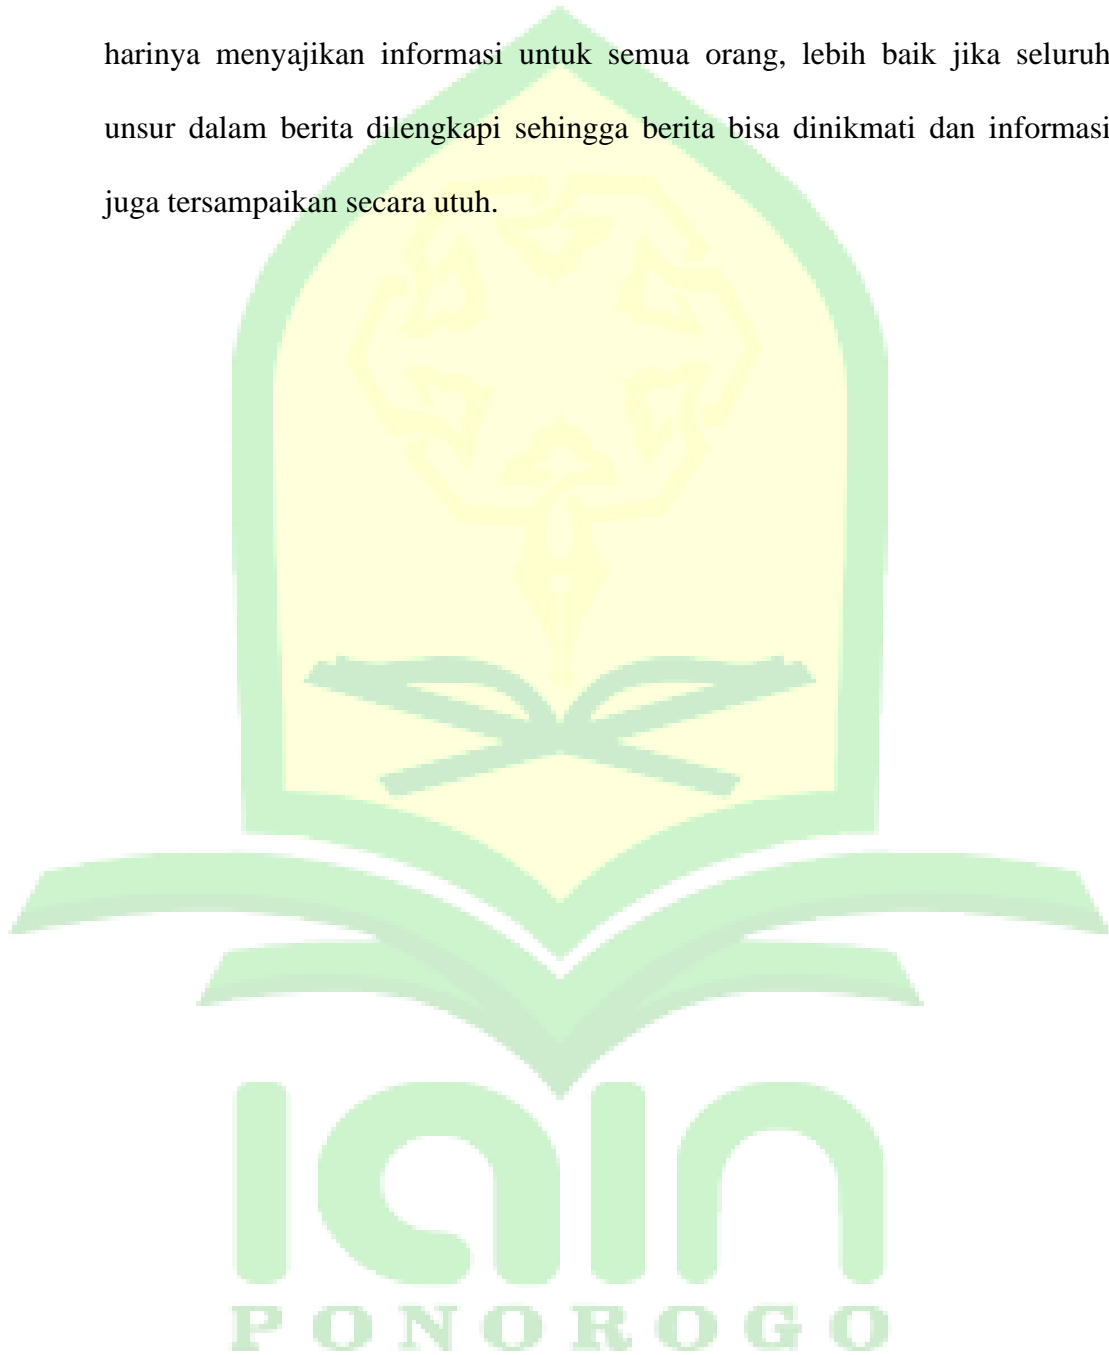 harinya menyajikan informasi untuk semua orang, lebih baik jika seluruh
unsur dalam berita dilengkapi sehingga berita bisa dinikmati dan informasi
juga tersampaikan secara utuh.
iain
PONOROGO